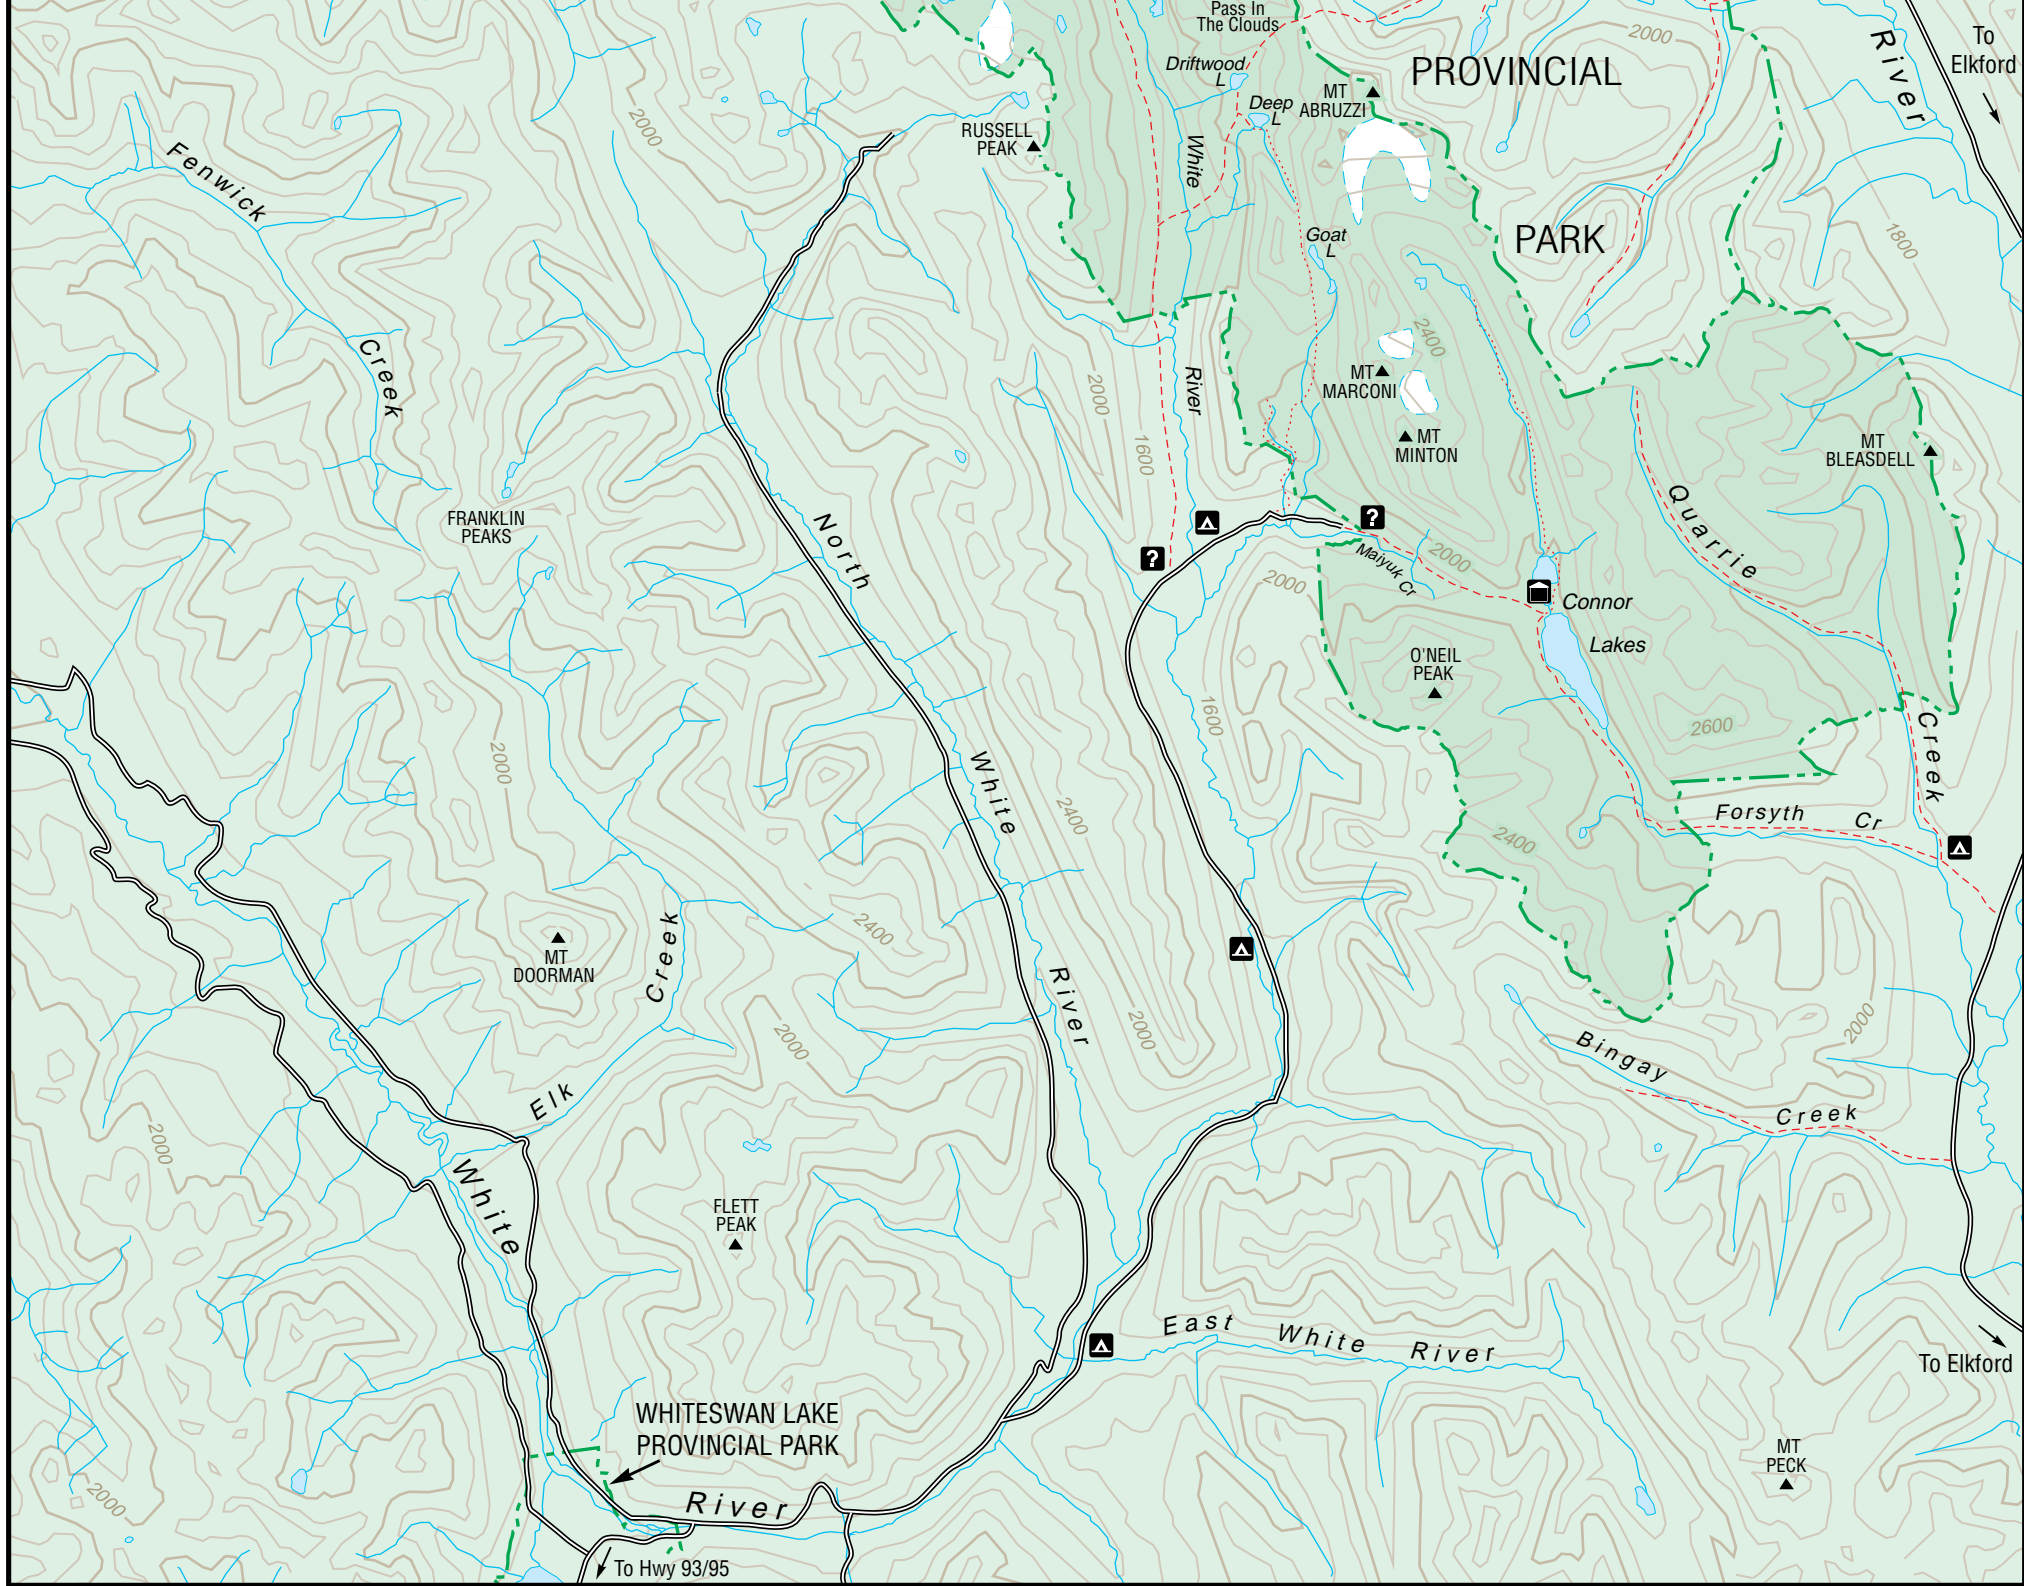 Pass In
The Clouds
Driftwood
L
Deep
L
MT
ABRUZZI
PROVINCIAL
PARK
River
To
Elkford
2000
2000
RUSSELL
PEAK
White
Fenwick
Creek
Goat
L
1800
2400
MT
MARCONI
MT
MINTON
River
2000
1600
MT
BLEASDELL
Quarrie
Creek
FRANKLIN
PEAKS
North
White
River
?
?
Maiyuk Cr
2000
2000
Connor
Lakes
O'NEIL
PEAK
1600
2600
2000
2400
Forsyth Cr
2400
2400
MT
DOORMAN
Creek
Elk
2000
2000
2000
Bingay
Creek
2000
White
FLETT
PEAK
East White River
To Elkford
WHITESWAN LAKE
PROVINCIAL PARK
MT
PECK
2000
River
To Hwy 93/95